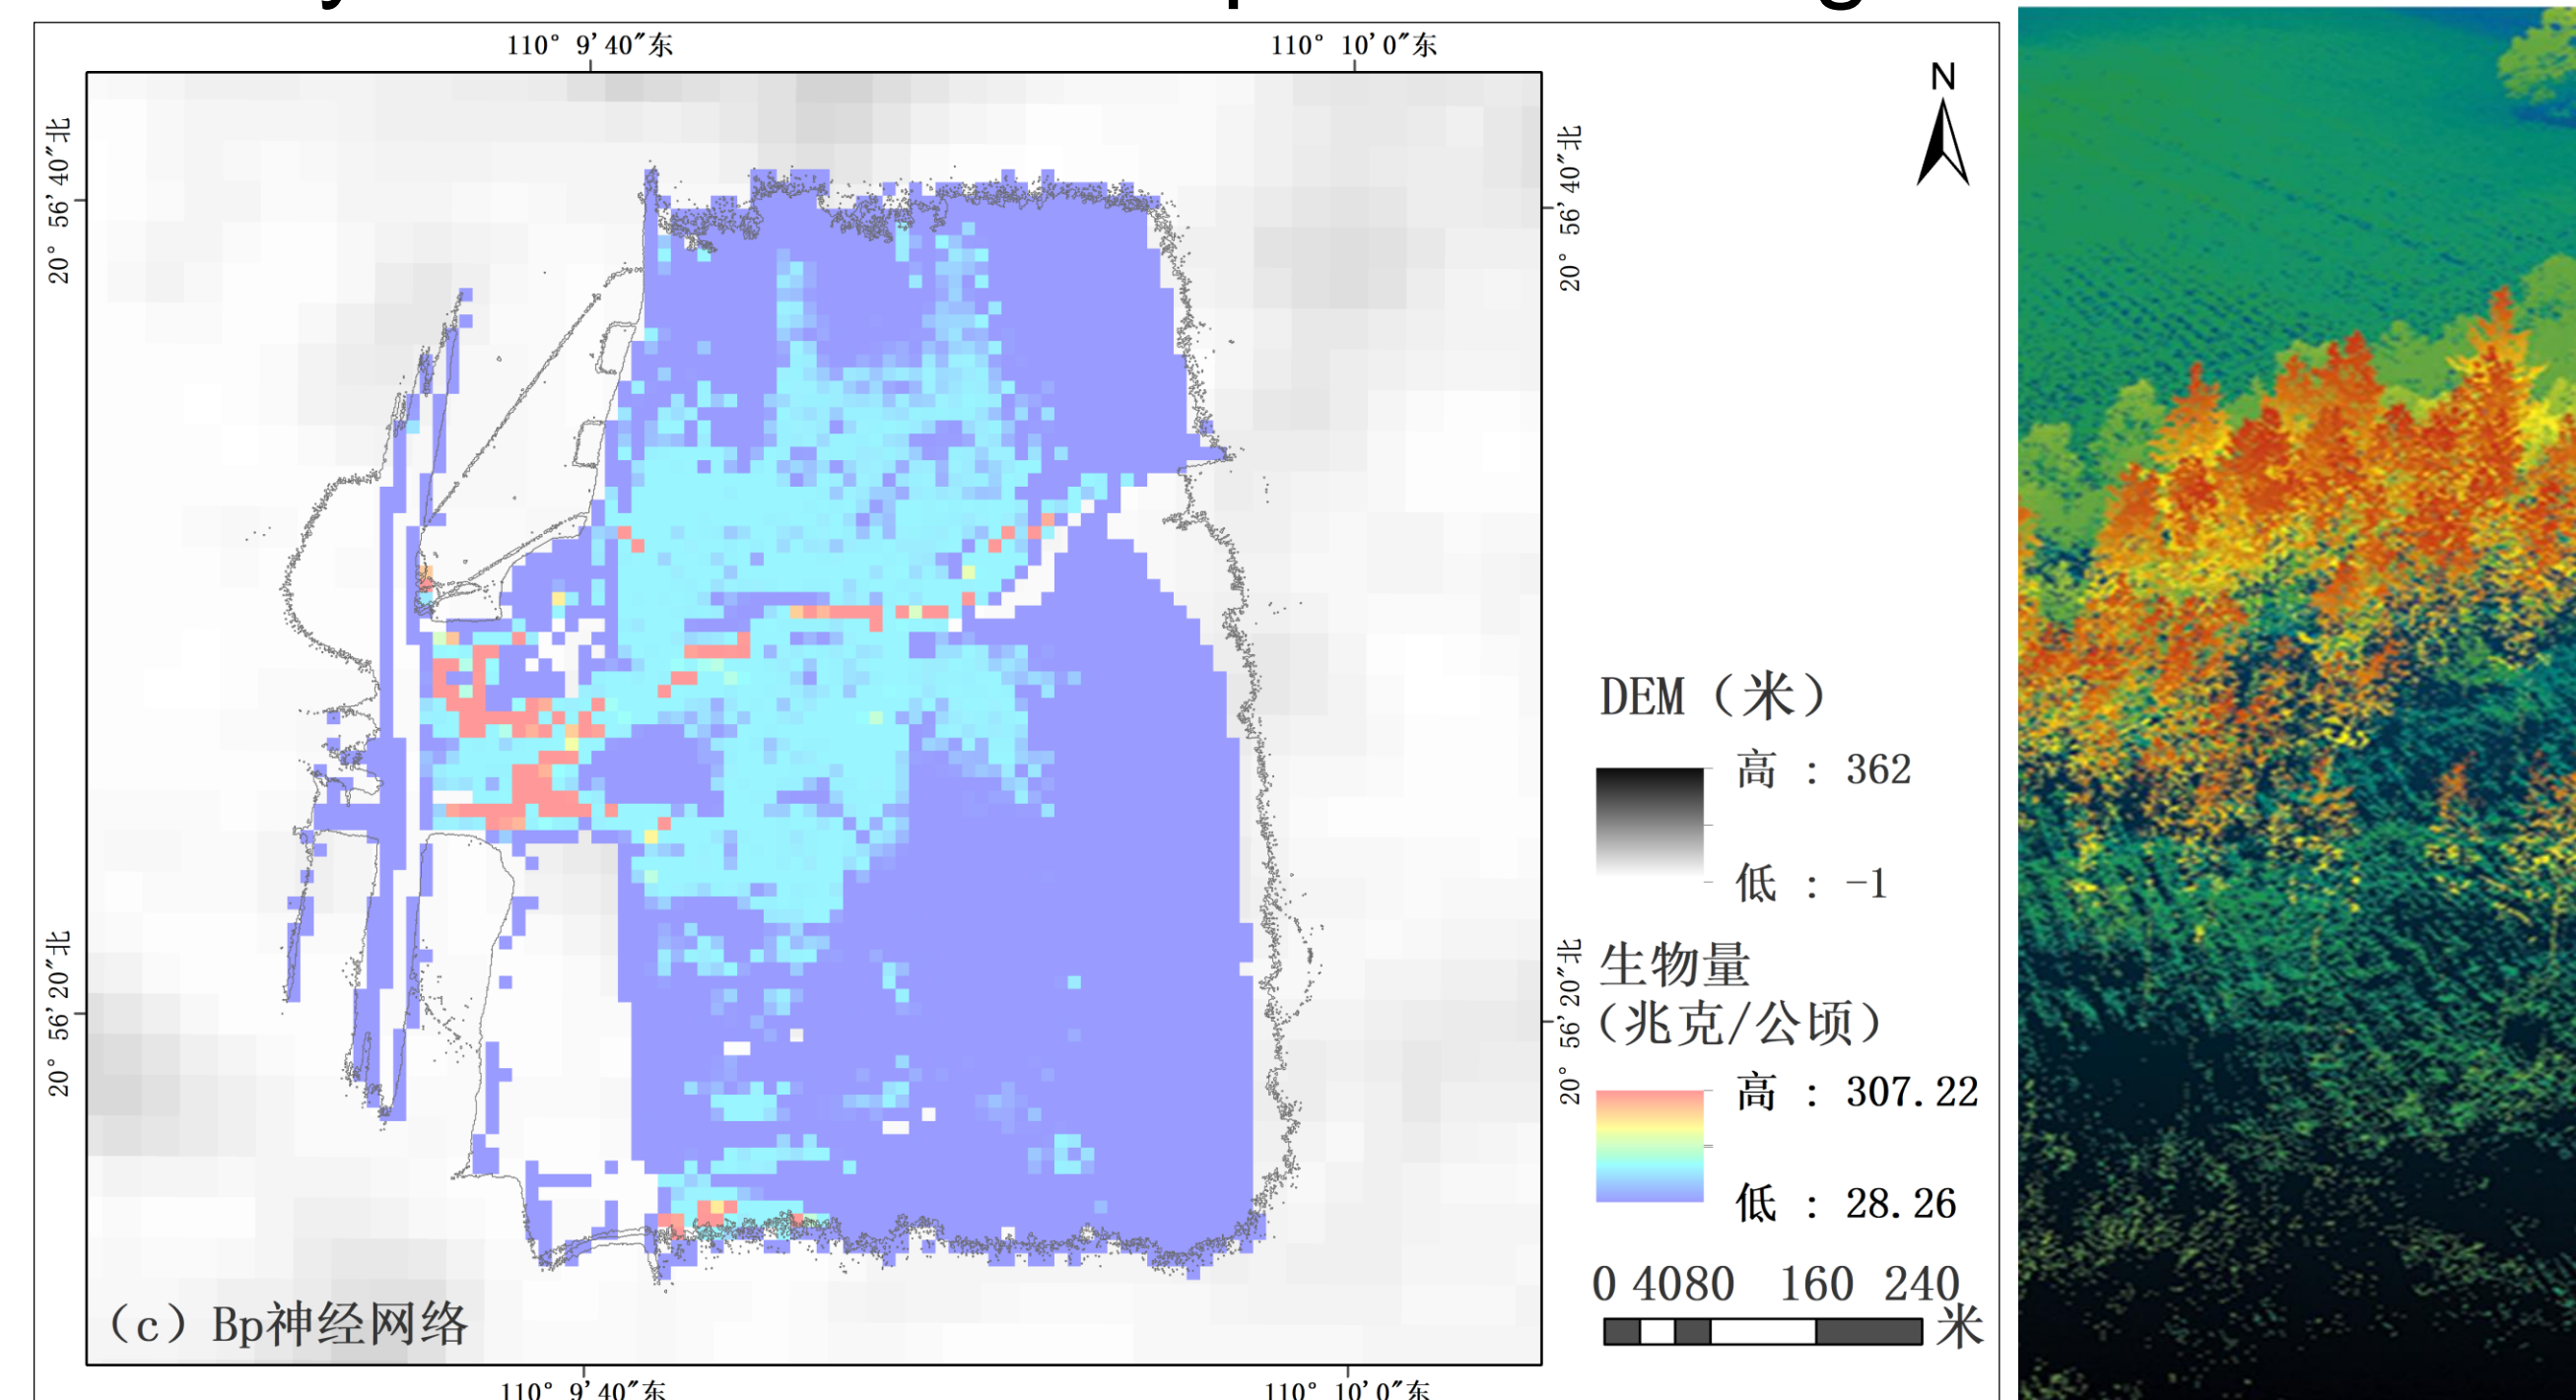 110° 9′40″东
110° 10′0″东
N
20° 56′40″北
20° 56′40″北
20° 56′20″北
20° 56′20″北
DEM（米）
高 : 362
低 : -1
生物量
（兆克/公顷）
高 : 307.22
低 : 28.26
0 4080 160 240
米
（c）Bp神经网络
110° 9′40″东
110° 10′0″东